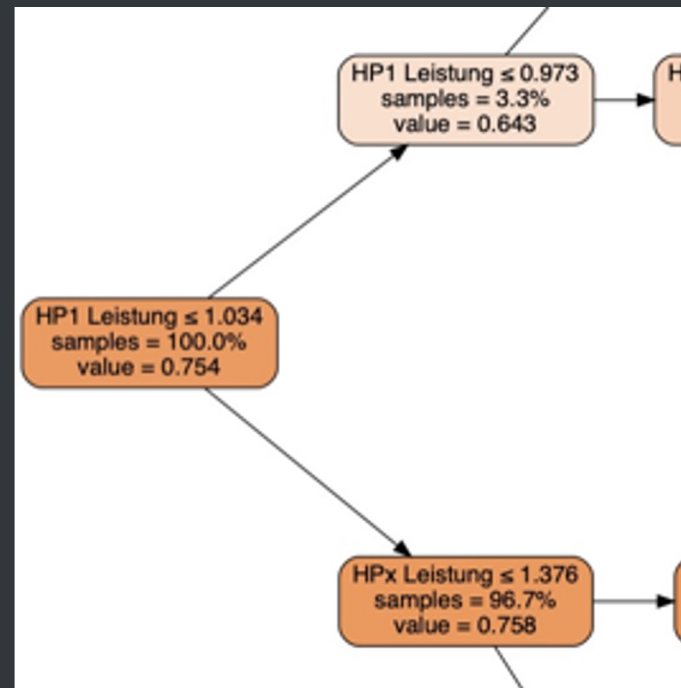 HP1 Leistung ≤ 0.973
samples = 3.3%
value = 0.643
HP1 Leistung ≤ 1.034
samples = 100.0%
value = 0.754
HPx Leistung ≤ 1.376
samples = 96.7%
value = 0.758